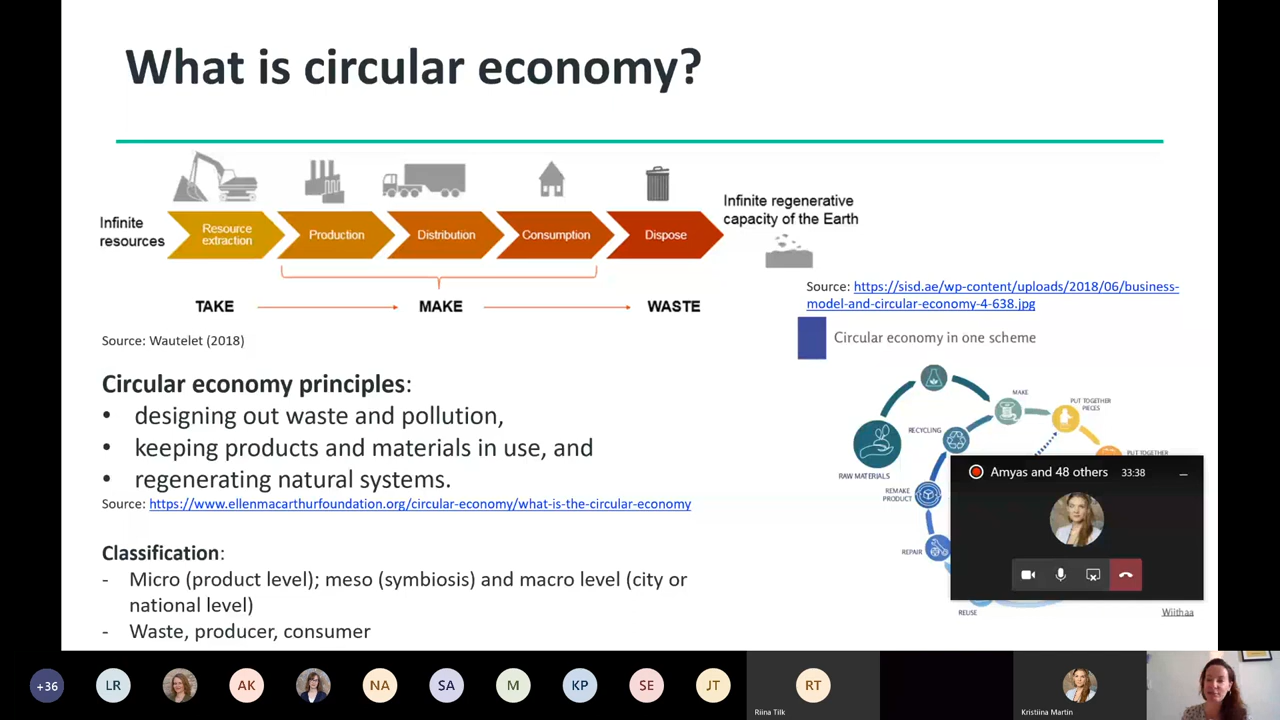 What is circular economy?
Infinite
resources
Resource
extraction
Production
Distribution
Consumption
Dispose
Infinite regenerative
capacity of the Earth
TAKE
MAKE
WASTE
Source: Wautelet (2018)
Source: https://sisd.ae/wp-content/uploads/2018/06/business-
model-and-circular-economy-4-638.jpg
Circular economy in one scheme
MAKE
PUT TOGETHER
PIECES
RECYCLING
PUT TOGETHER
RAW MATERIALS
REMAKE
PRODUCT
REPAIR
REUSE
Wiithaa
Circular economy principles:
• designing out waste and pollution,
• keeping products and materials in use, and
• regenerating natural systems.
Source: https://www.ellenmacarthurfoundation.org/circular-economy/what-is-the-circular-economy
Classification:
- Micro (product level); meso (symbiosis) and macro level (city or
national level)
- Waste, producer, consumer
Amyas and 48 others 33:38
+36
LR
AK
NA
SA
M
KP
SE
JT
RT
Riina Tilk
Kristiina Martin